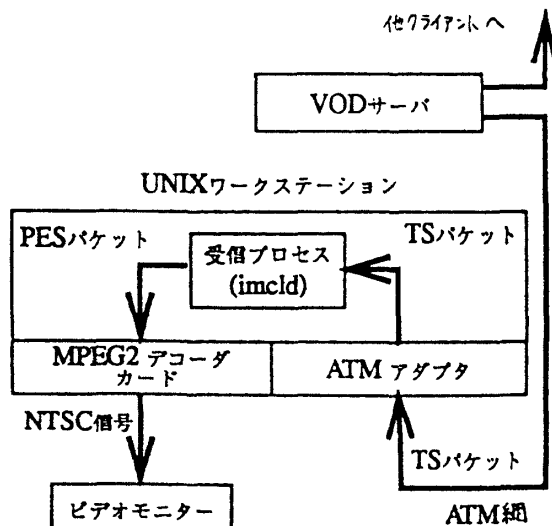 他クライアントへ
VODサーバ
UNIXワークステーション
PESパケット
TSパケット
受信プロセス
(imcld)
MPEG2 デコーダ
カード
ATM アダプタ
NTSC信号
TSパケット
ビデオモニター
ATM網